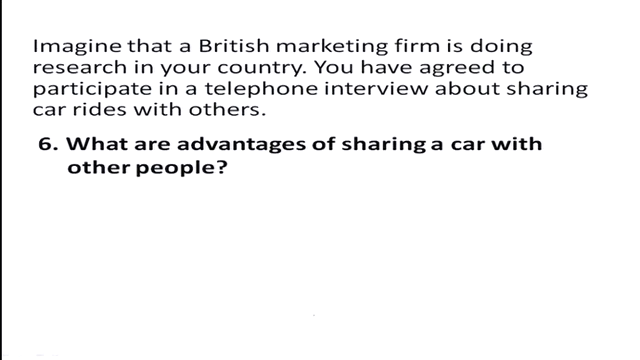 Imagine that a British marketing firm is doing
research in your country. You have agreed to
participate in a telephone interview about sharing
car rides with others.
6. What are advantages of sharing a car with
other people?